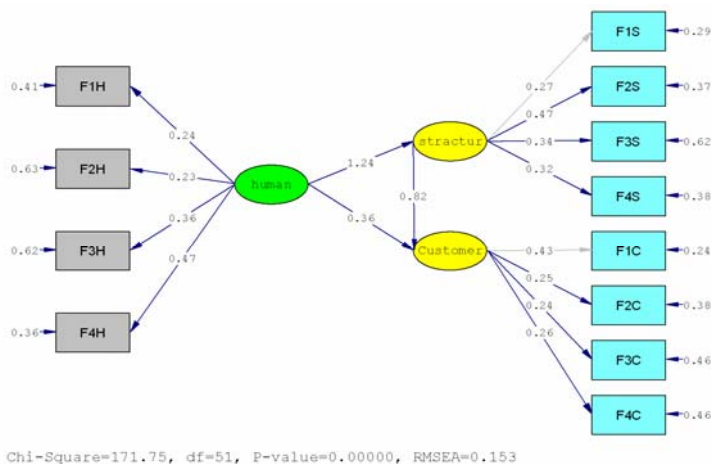 F1S
0.29
0.41
F1H
0.27
F2S
0.37
0.47
0.24
stractur
0.34
F3S
0.62
0.63
F2H
0.23
1.24
0.32
human
0.82
F4S
0.38
0.36
0.36
0.62
F3H
0.47
Customer
0.43
F1C
0.24
0.25
F2C
0.38
0.24
0.36
F4H
0.26
F3C
0.46
F4C
0.46
Chi-Square=171.75, df=51, P-value=0.00000, RMSEA=0.153